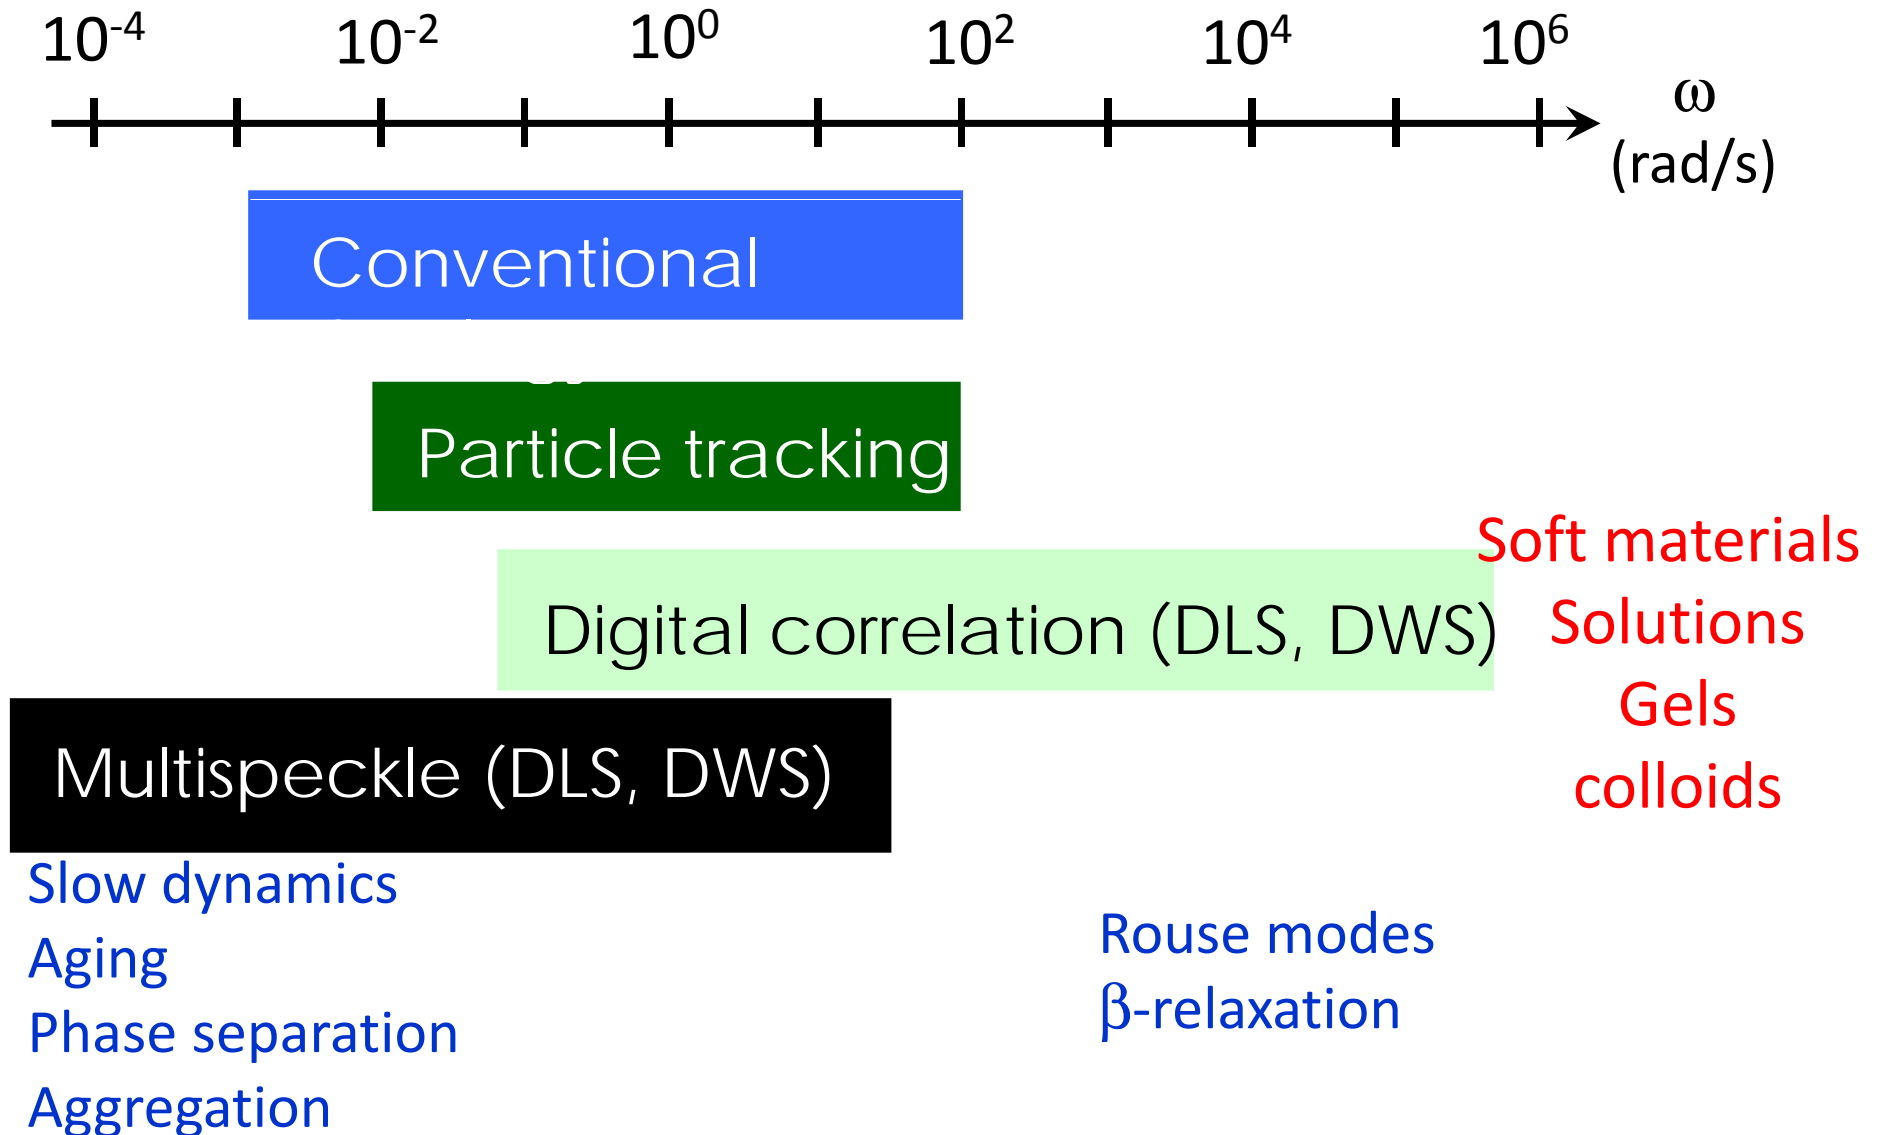 10⁻⁴ 10⁻² 10⁰ 10² 10⁴ 10⁶
ω
(rad/s)
Conventional
Particle tracking
Digital correlation (DLS, DWS)
Multispeckle (DLS, DWS)
Soft materials
Solutions
Gels
colloids
Slow dynamics
Aging
Phase separation
Aggregation
Rouse modes
β-relaxation